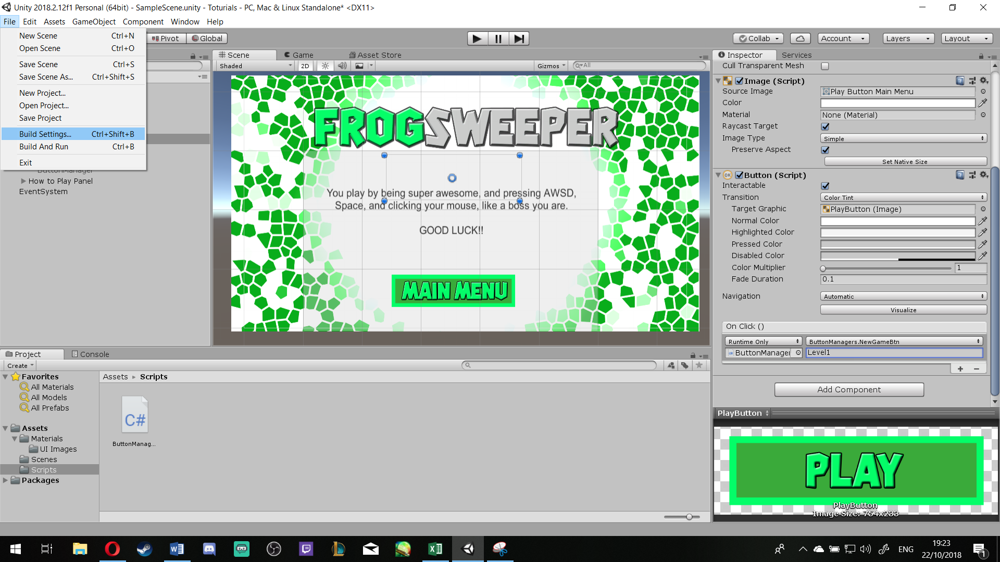 Unity 2018.2.12f1 Personal (64bit) - SampleScene.unity - Toturials - PC, Mac & Linux Standalone* <DX11>
File Edit Assets GameObject Component Window Help
New Scene Ctrl+N
Open Scene Ctrl+O
Save Scene Ctrl+S
Save Scene As... Ctrl+Shift+S
New Project...
Open Project...
Save Project
Build Settings... Ctrl+Shift+B
Build And Run Ctrl+B
Exit
Pivot Global
Collab Account Layers Layout
ButtonManager
How to Play Panel
EventSystem
Scene Game Asset Store
Shaded 2D Gizmos All
FROGSWEEPER
You play by being super awesome, and pressing AWSD,
Space, and clicking your mouse, like a boss you are.
GOOD LUCK!!
MAIN MENU
Inspector Services
Cull Transparent Mesh
Image (Script)
Source Image Play Button Main Menu
Color
Material None (Material)
Raycast Target
Image Type Simple
Preserve Aspect
Set Native Size
OK Button (Script)
Interactable
Transition Color Tint
Target Graphic PlayButton (Image)
Normal Color
Highlighted Color
Pressed Color
Disabled Color
Color Multiplier 1
Fade Duration 0.1
Navigation Automatic
Visualize
On Click ()
Runtime Only ButtonManagers.NewGameBtn
ButtonManager Level1
Add Component
PlayButton
PLAY
PlayButton
Image Size: 754x233
Project Console
Create
Favorites
All Materials
All Models
All Prefabs
Assets
Materials
UI Images
Scenes
Scripts
Packages
Assets Scripts
C#
ButtonManag...
ENG
19:23
22/10/2018
1